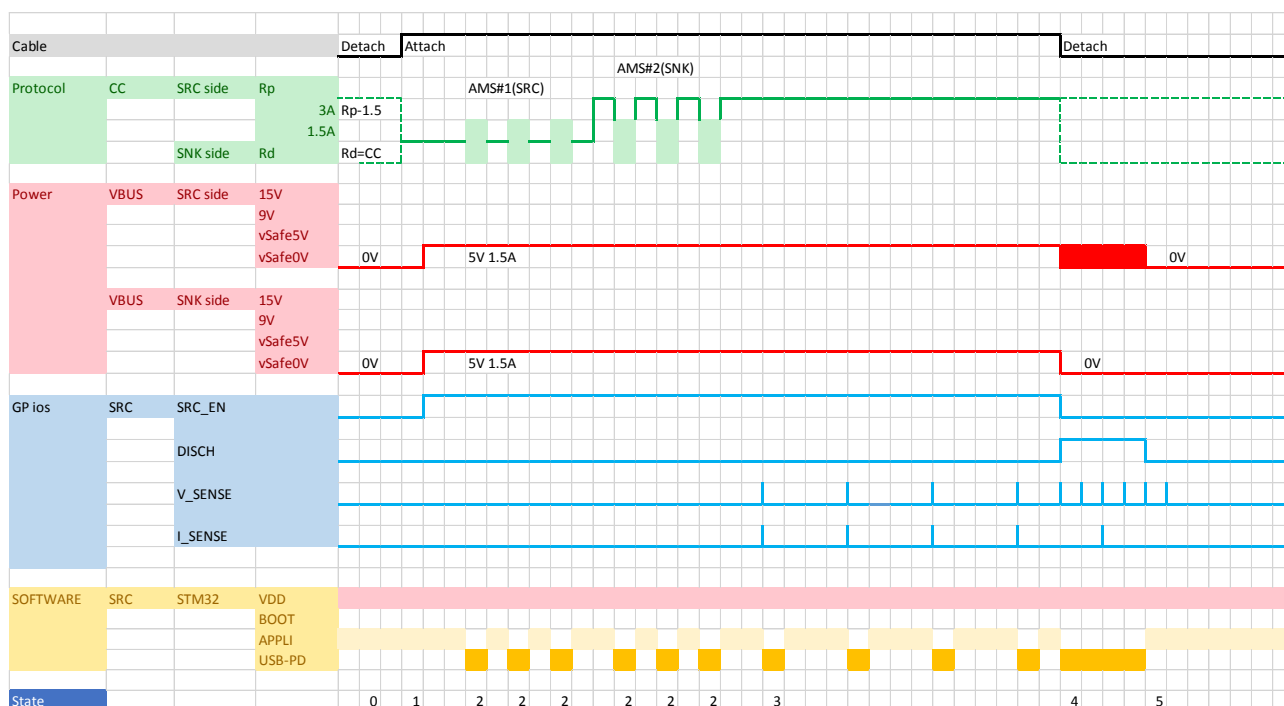 Cable Detach Attach Detach
AMS#2(SNK)
Protocol CC SRC side Rp AMS#1(SRC)
3A Rp-1.5
1.5A
SNK side Rd Rd=CC
Power VBUS SRC side 15V
9V
vSafe5V
vSafe0V 0V 5V 1.5A 0V
VBUS SNK side 15V
9V
vSafe5V
vSafe0V 0V 5V 1.5A 0V
GP ios SRC SRC_EN
DISCH
V_SENSE
I_SENSE
SOFTWARE SRC STM32 VDD
BOOT
APPLI
USB-PD
State 0 1 2 2 2 2 2 2 3 4 5